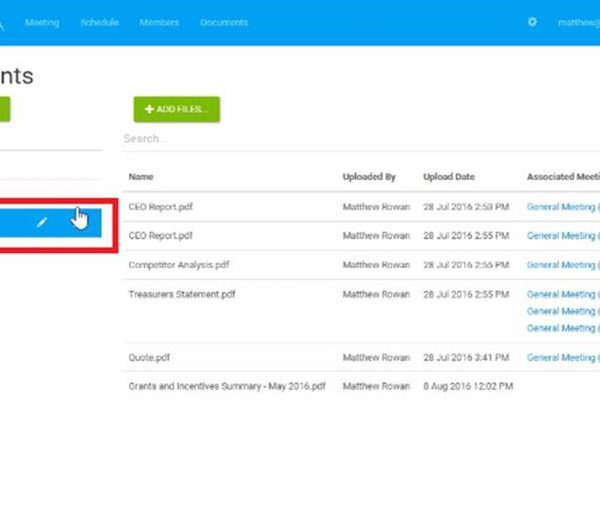 Meeting Schedule Members Documents matthew@
nts
ADD FILES...
Search...
Name Uploaded By Upload Date Associated Meeti
CEO Report.pdf Matthew Rowan 28 Jul 2016 2:53 PM General Meeting (
CEO Report.pdf Matthew Rowan 28 Jul 2016 2:55 PM General Meeting (
Competitor Analysis.pdf Matthew Rowan 28 Jul 2016 2:55 PM General Meeting (
Treasurers Statement.pdf Matthew Rowan 28 Jul 2016 2:55 PM General Meeting (
General Meeting (
General Meeting (
Quote.pdf Matthew Rowan 28 Jul 2016 3:41 PM General Meeting (
Grants and Incentives Summary - May 2016.pdf Matthew Rowan 8 Aug 2016 12:02 PM